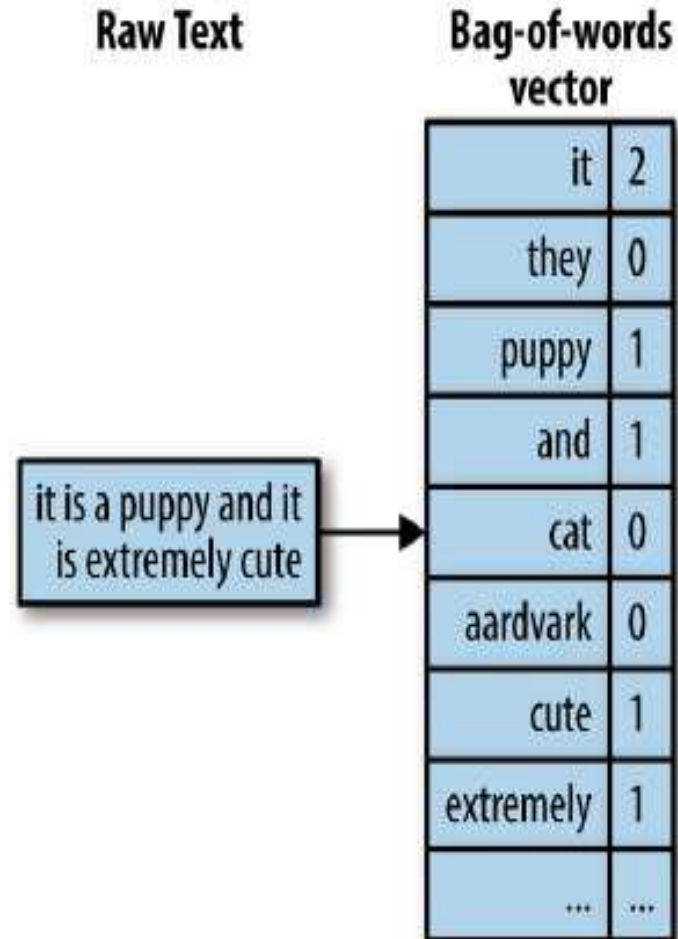 Raw Text
Bag-of-words
vector
it is a puppy and it
is extremely cute
it 2
they 0
puppy 1
and 1
cat 0
aardvark 0
cute 1
extremely 1
... ...